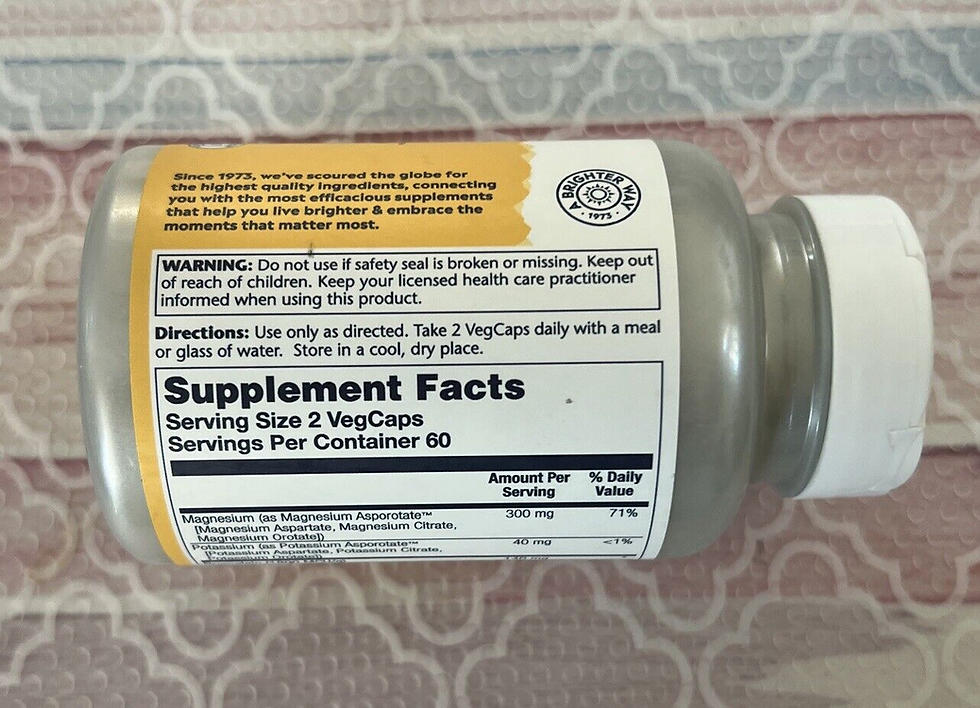 Since 1973, we've scoured the globe for
the highest quality ingredients, connecting
you with the most efficacious supplements
that help you live brighter & embrace the
moments that matter most.
A BRIGHTER WAY
· 1973 ·
WARNING: Do not use if safety seal is broken or missing. Keep out
of reach of children. Keep your licensed health care practitioner
informed when using this product.
Directions: Use only as directed. Take 2 VegCaps daily with a meal
or glass of water. Store in a cool, dry place.
Supplement Facts
Serving Size 2 VegCaps
Servings Per Container 60
Amount Per Serving % Daily Value
Magnesium (as Magnesium Asporotate™ 300 mg 71%
[Magnesium Aspartate, Magnesium Citrate,
Magnesium Orotate])
Potassium (as Potassium Asporotate™ 40 mg <1%
[Potassium Aspartate, Potassium Citrate,
Potassium Orotate])